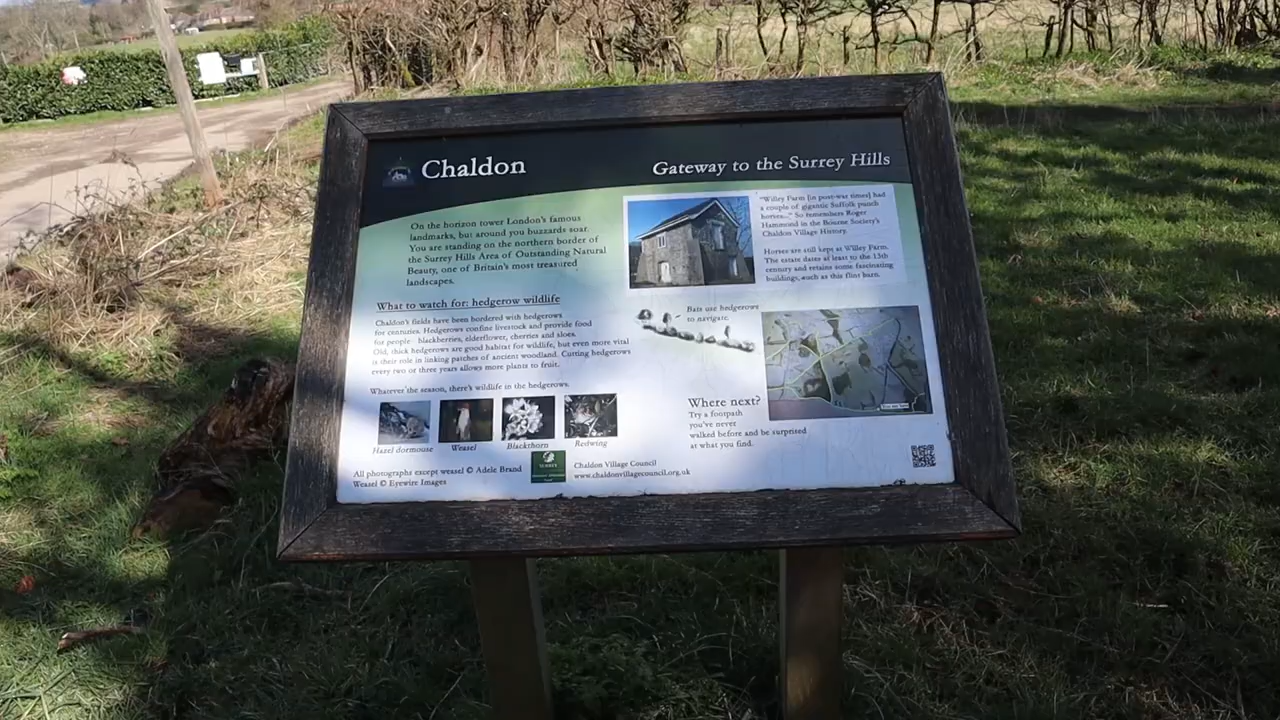 Chaldon
Gateway to the Surrey Hills
On the horizon tower London's famous
landmarks, but around you buzzards soar.
You are standing on the northern border of
the Surrey Hills Area of Outstanding Natural
Beauty, one of Britain's most treasured
landscapes.
"Willey Farm [in post-war times] had
a couple of gigantic Suffolk punch
horses..." So remembers Roger
Hammond in the Bourne Society's
Chaldon Village History.
Horses are still kept at Willey Farm.
The estate dates at least to the 13th
century and retains some fascinating
buildings, such as this flint barn.
What to watch for: hedgerow wildlife
Chaldon's fields have been bordered with hedgerows
for centuries. Hedgerows confine livestock and provide food
for people - blackberries, elderflower, cherries and sloes.
Old, thick hedgerows are good habitat for wildlife, but even more vital
is their role in linking patches of ancient woodland. Cutting hedgerows
every two or three years allows more plants to fruit.
Bats use hedgerows
to navigate.
Whatever the season, there's wildlife in the hedgerows.
Hazel dormouse
Weasel
Blackthorn
Redwing
Where next?
Try a footpath
you've never
walked before and be surprised
at what you find.
All photographs except weasel © Adele Brand
Weasel © Eyewire Images
SURREY
Chaldon Village Council
www.chaldonvillagecouncil.org.uk